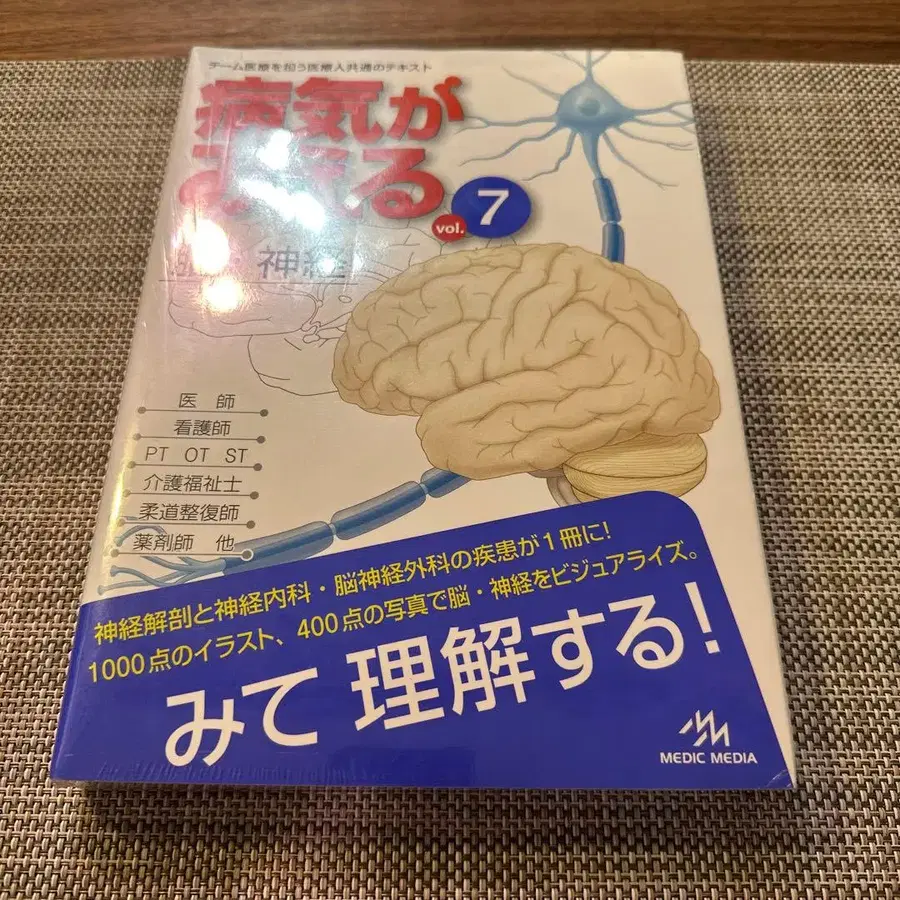 チーム医療を担う医療人共通のテキスト
病気が
みえる
vol. 7
脳・神経
医 師
看護師
PT OT ST
介護福祉士
柔道整復師
薬剤師 他
神経解剖と神経内科・脳神経外科の疾患が1冊に!
1000点のイラスト、400点の写真で脳・神経をビジュアライズ。
みて 理解する!
MEDIC MEDIA